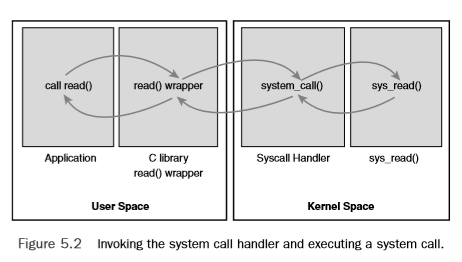 call read()
read() wrapper
system_call()
sys_read()
Application
C library
read() wrapper
Syscall Handler
sys_read()
User Space
Kernel Space
Figure 5.2 Invoking the system call handler and executing a system call.